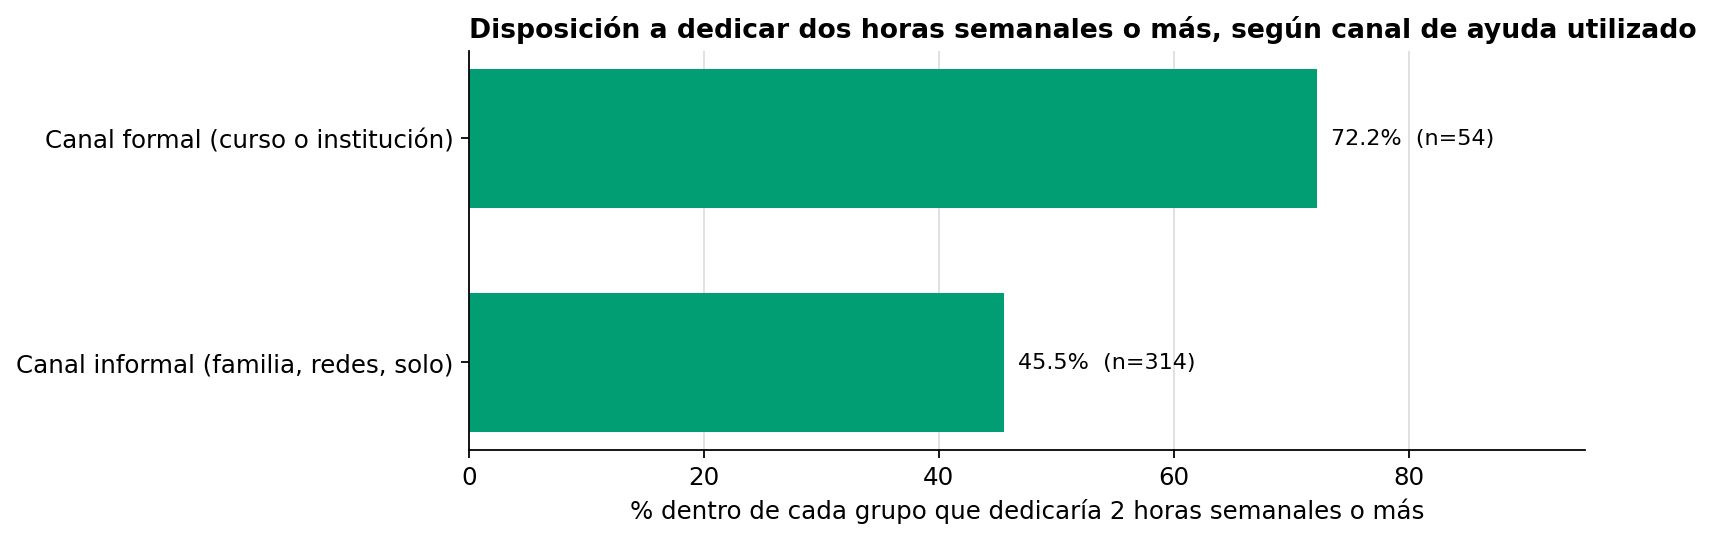 Disposición a dedicar dos horas semanales o más, según canal de ayuda utilizado
Canal formal (curso o institución)
72.2%  (n=54)
Canal informal (familia, redes, solo)
45.5%  (n=314)
0 20 40 60 80
% dentro de cada grupo que dedicaría 2 horas semanales o más